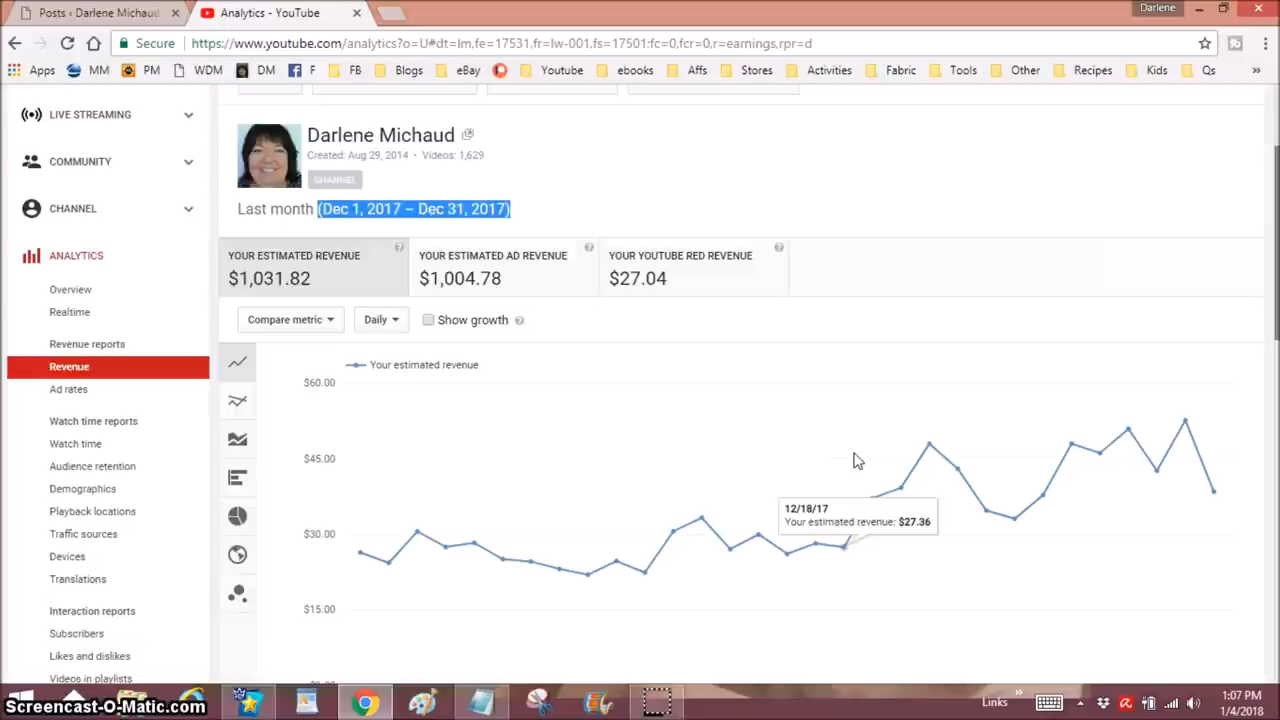 Posts ‹ Darlene Michaud
Analytics - YouTube
Darlene
Secure
https://www.youtube.com/analytics?o=U#dt=lm,fe=17531,fr=lw-001,fs=17501:fc=0,fcr=0,r=earnings,rpr=d
Apps MM PM WDM DM F FB Blogs eBay Youtube ebooks Affs Stores Activities Fabric Tools Other Recipes Kids Qs »
LIVE STREAMING
COMMUNITY
CHANNEL
ANALYTICS
Overview
Realtime
Revenue reports
Revenue
Ad rates
Watch time reports
Watch time
Audience retention
Demographics
Playback locations
Traffic sources
Devices
Translations
Interaction reports
Subscribers
Likes and dislikes
Videos in playlists
Darlene Michaud
Created: Aug 29, 2014 • Videos: 1,629
CHANNEL
Last month (Dec 1, 2017 – Dec 31, 2017)
YOUR ESTIMATED REVENUE
$1,031.82
YOUR ESTIMATED AD REVENUE
$1,004.78
YOUR YOUTUBE RED REVENUE
$27.04
Compare metric
Daily
Show growth
Your estimated revenue
$60.00
$45.00
$30.00
$15.00
12/18/17
Your estimated revenue: $27.36
Screencast-O-Matic.com
Links
1:07 PM
1/4/2018